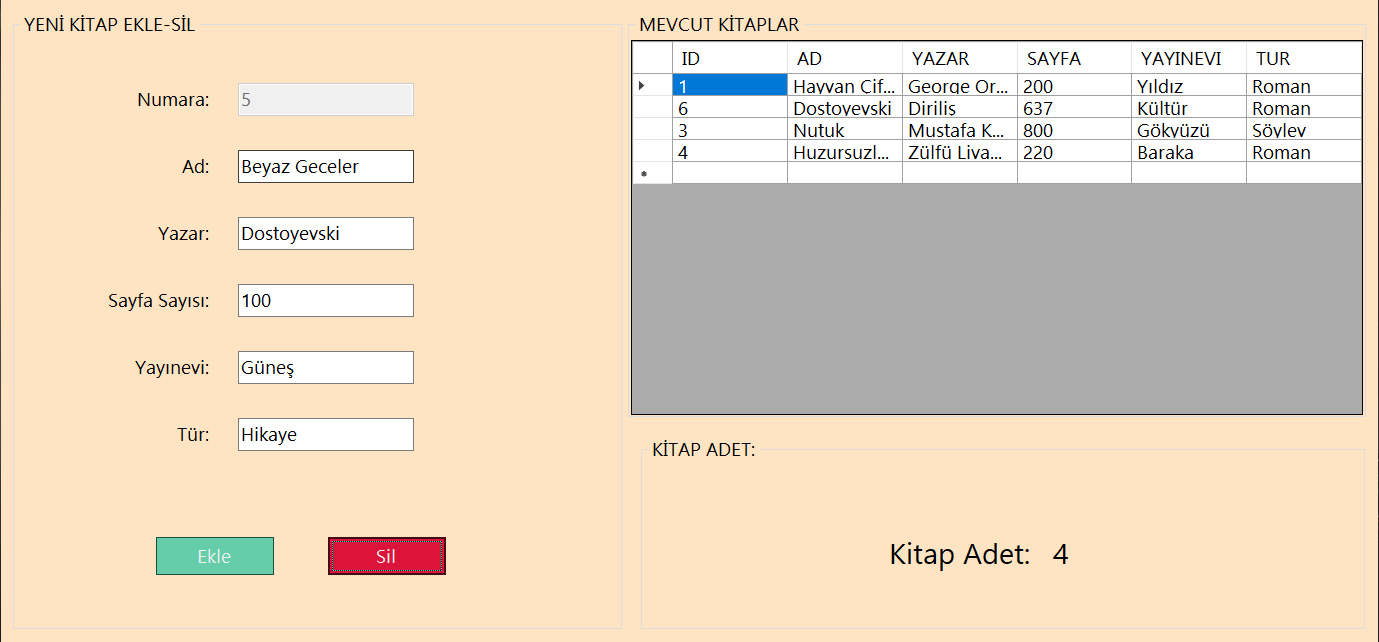 YENİ KİTAP EKLE-SİL
Numara: 5
Ad: Beyaz Geceler
Yazar: Dostoyevski
Sayfa Sayısı: 100
Yayınevi: Güneş
Tür: Hikaye
Ekle Sil
MEVCUT KİTAPLAR
ID AD YAZAR SAYFA YAYINEVI TUR
1 Hayvan Çif... George Or... 200 Yıldız Roman
6 Dostoyevski Diriliş 637 Kültür Roman
3 Nutuk Mustafa K... 800 Gökyüzü Söylev
4 Huzursuzl... Zülfü Liva... 220 Baraka Roman
KİTAP ADET:
Kitap Adet: 4